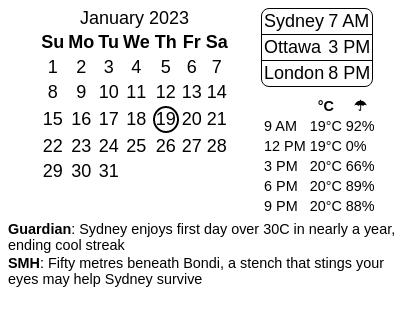 January 2023
Su Mo Tu We Th Fr Sa
1 2 3 4 5 6 7
8 9 10 11 12 13 14
15 16 17 18 19 20 21
22 23 24 25 26 27 28
29 30 31
Sydney 7 AM
Ottawa 3 PM
London 8 PM
°C ☂
9 AM 19°C 92%
12 PM 19°C 0%
3 PM 20°C 66%
6 PM 20°C 89%
9 PM 20°C 88%
Guardian: Sydney enjoys first day over 30C in nearly a year,
ending cool streak
SMH: Fifty metres beneath Bondi, a stench that stings your
eyes may help Sydney survive